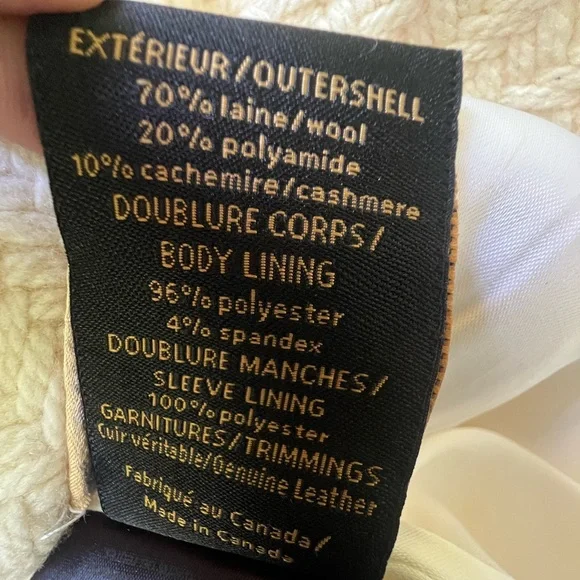 EXTÉRIEUR/OUTERSHELL
70% laine/wool
20% polyamide
10% cachemire/cashmere
DOUBLURE CORPS/
BODY LINING
96% polyester
4% spandex
DOUBLURE MANCHES/
SLEEVE LINING
100% polyester
GARNITURES/TRIMMINGS
Cuir véritable/Genuine Leather
Fabriqué au Canada/
Made in Canada